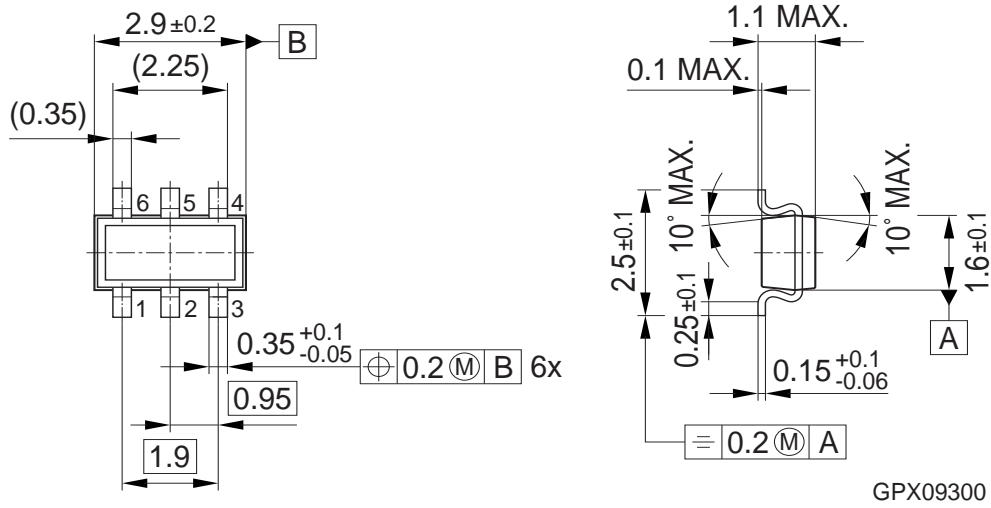 2.9 ±0.2
B
(2.25)
(0.35)
6 5 4
1 2 3
0.35 +0.1 -0.05
0.2 Ⓜ B 6x
0.95
1.9
1.1 MAX.
0.1 MAX.
10° MAX.
10° MAX.
2.5±0.1
0.25±0.1
1.6±0.1
A
0.15 +0.1 -0.06
0.2 Ⓜ A
GPX09300